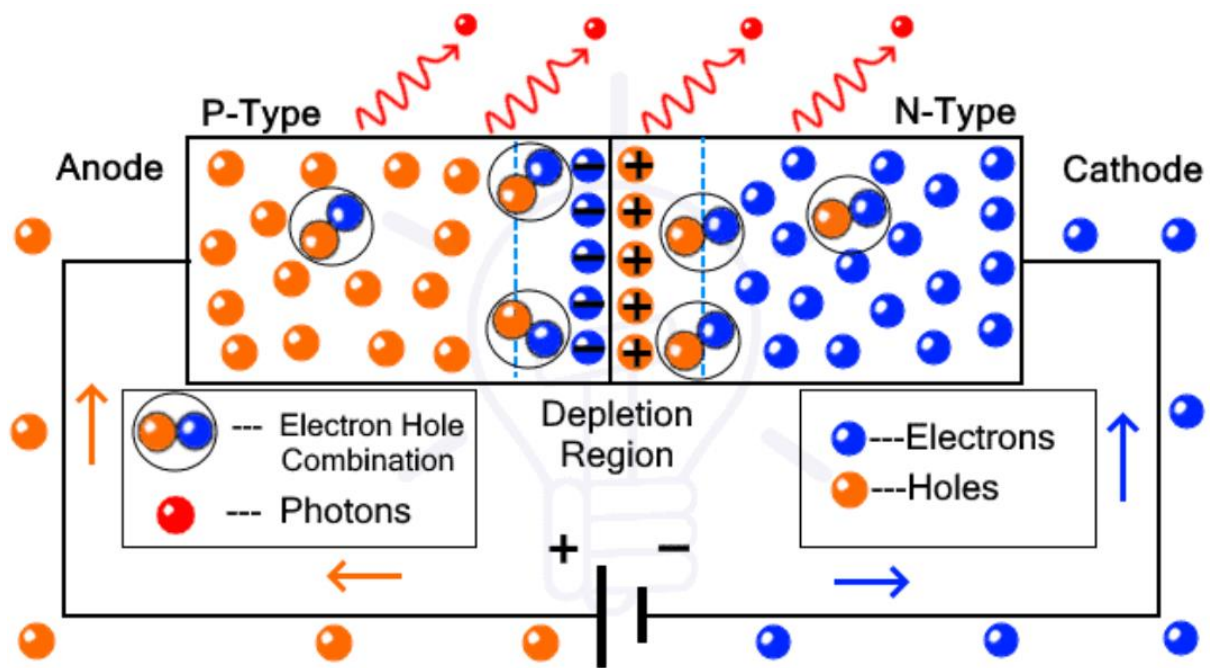 P-Type
N-Type
Anode
Cathode
− +
− +
− +
− +
− +
--- Electron Hole
Combination
--- Photons
Depletion
Region
---Electrons
---Holes
+ −